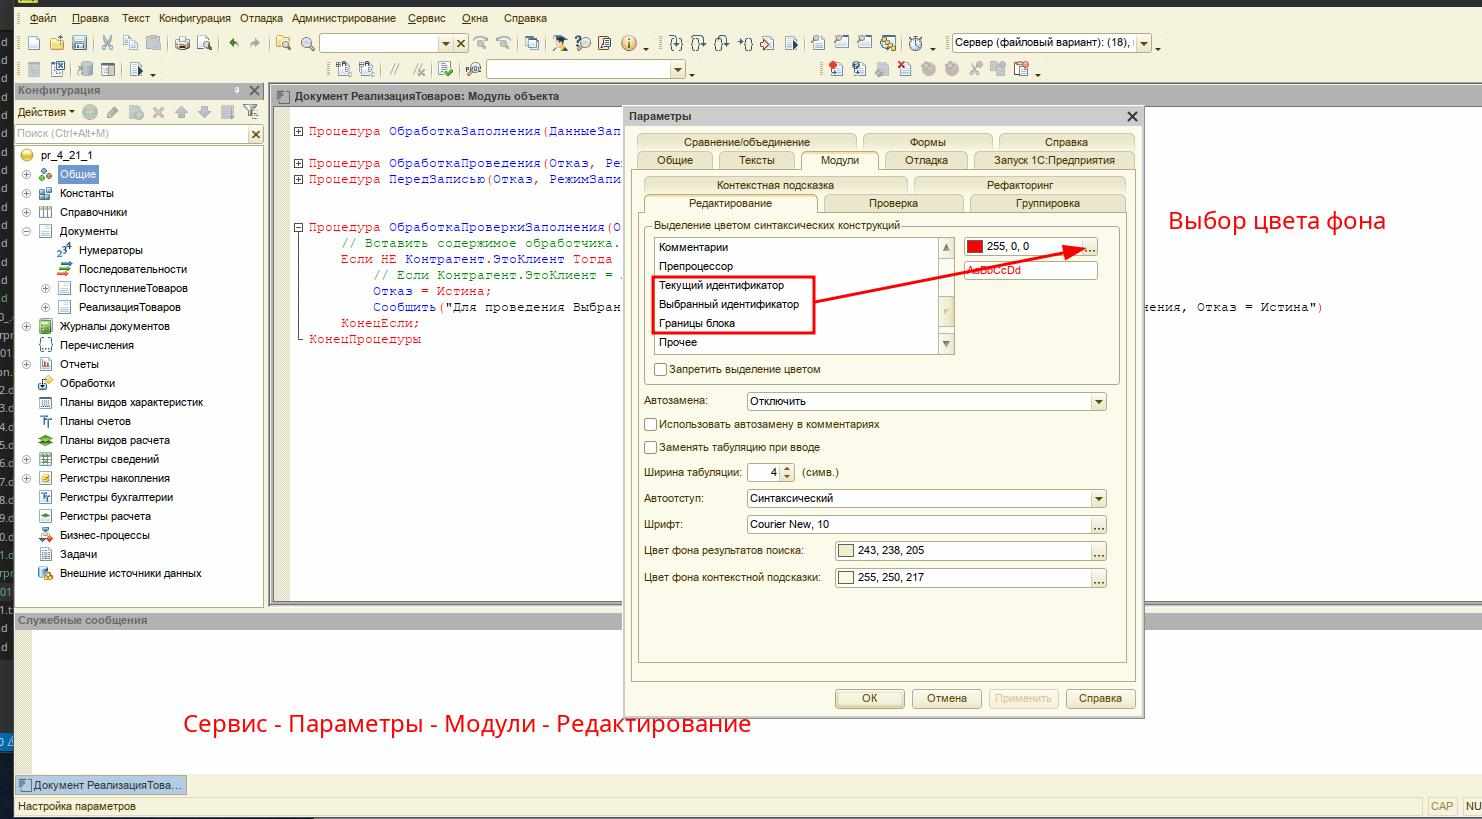 Файл Правка Текст Конфигурация Отладка Администрирование Сервис Окна Справка
Сервер (файловый вариант): (18),
Конфигурация
Действия
Поиск (Ctrl+Alt+M)
pr_4_21_1
Общие
Константы
Справочники
Документы
Нумераторы
Последовательности
ПоступлениеТоваров
РеализацияТоваров
Журналы документов
Перечисления
Отчеты
Обработки
Планы видов характеристик
Планы счетов
Планы видов расчета
Регистры сведений
Регистры накопления
Регистры бухгалтерии
Регистры расчета
Бизнес-процессы
Задачи
Внешние источники данных
Документ РеализацияТоваров: Модуль объекта
Процедура ОбработкаЗаполнения(ДанныеЗап
Процедура ОбработкаПроведения(Отказ, Ре
Процедура ПередЗаписью(Отказ, РежимЗапи
Процедура ОбработкаПроверкиЗаполнения(О
// Вставить содержимое обработчика.
Если НЕ Контрагент.ЭтоКлиент Тогда
// Если Контрагент.ЭтоКлиент =
Отказ = Истина;
Сообщить("Для проведения Выбран
нения, Отказ = Истина")
КонецЕсли;
КонецПроцедуры
Параметры
Сравнение/объединение Формы Справка
Общие Тексты Модули Отладка Запуск 1С:Предприятия
Контекстная подсказка Рефакторинг
Редактирование Проверка Группировка
Выделение цветом синтаксических конструкций
Комментарии
Препроцессор
Текущий идентификатор
Выбранный идентификатор
Границы блока
Прочее
255, 0, 0
AaBbCcDd
Запретить выделение цветом
Автозамена: Отключить
Использовать автозамену в комментариях
Заменять табуляцию при вводе
Ширина табуляции: 4 (симв.)
Автоотступ: Синтаксический
Шрифт: Courier New, 10
Цвет фона результатов поиска: 243, 238, 205
Цвет фона контекстной подсказки: 255, 250, 217
ОК Отмена Применить Справка
Выбор цвета фона
Служебные сообщения
Сервис - Параметры - Модули - Редактирование
Документ РеализацияТова...
Настройка параметров
CAP NU